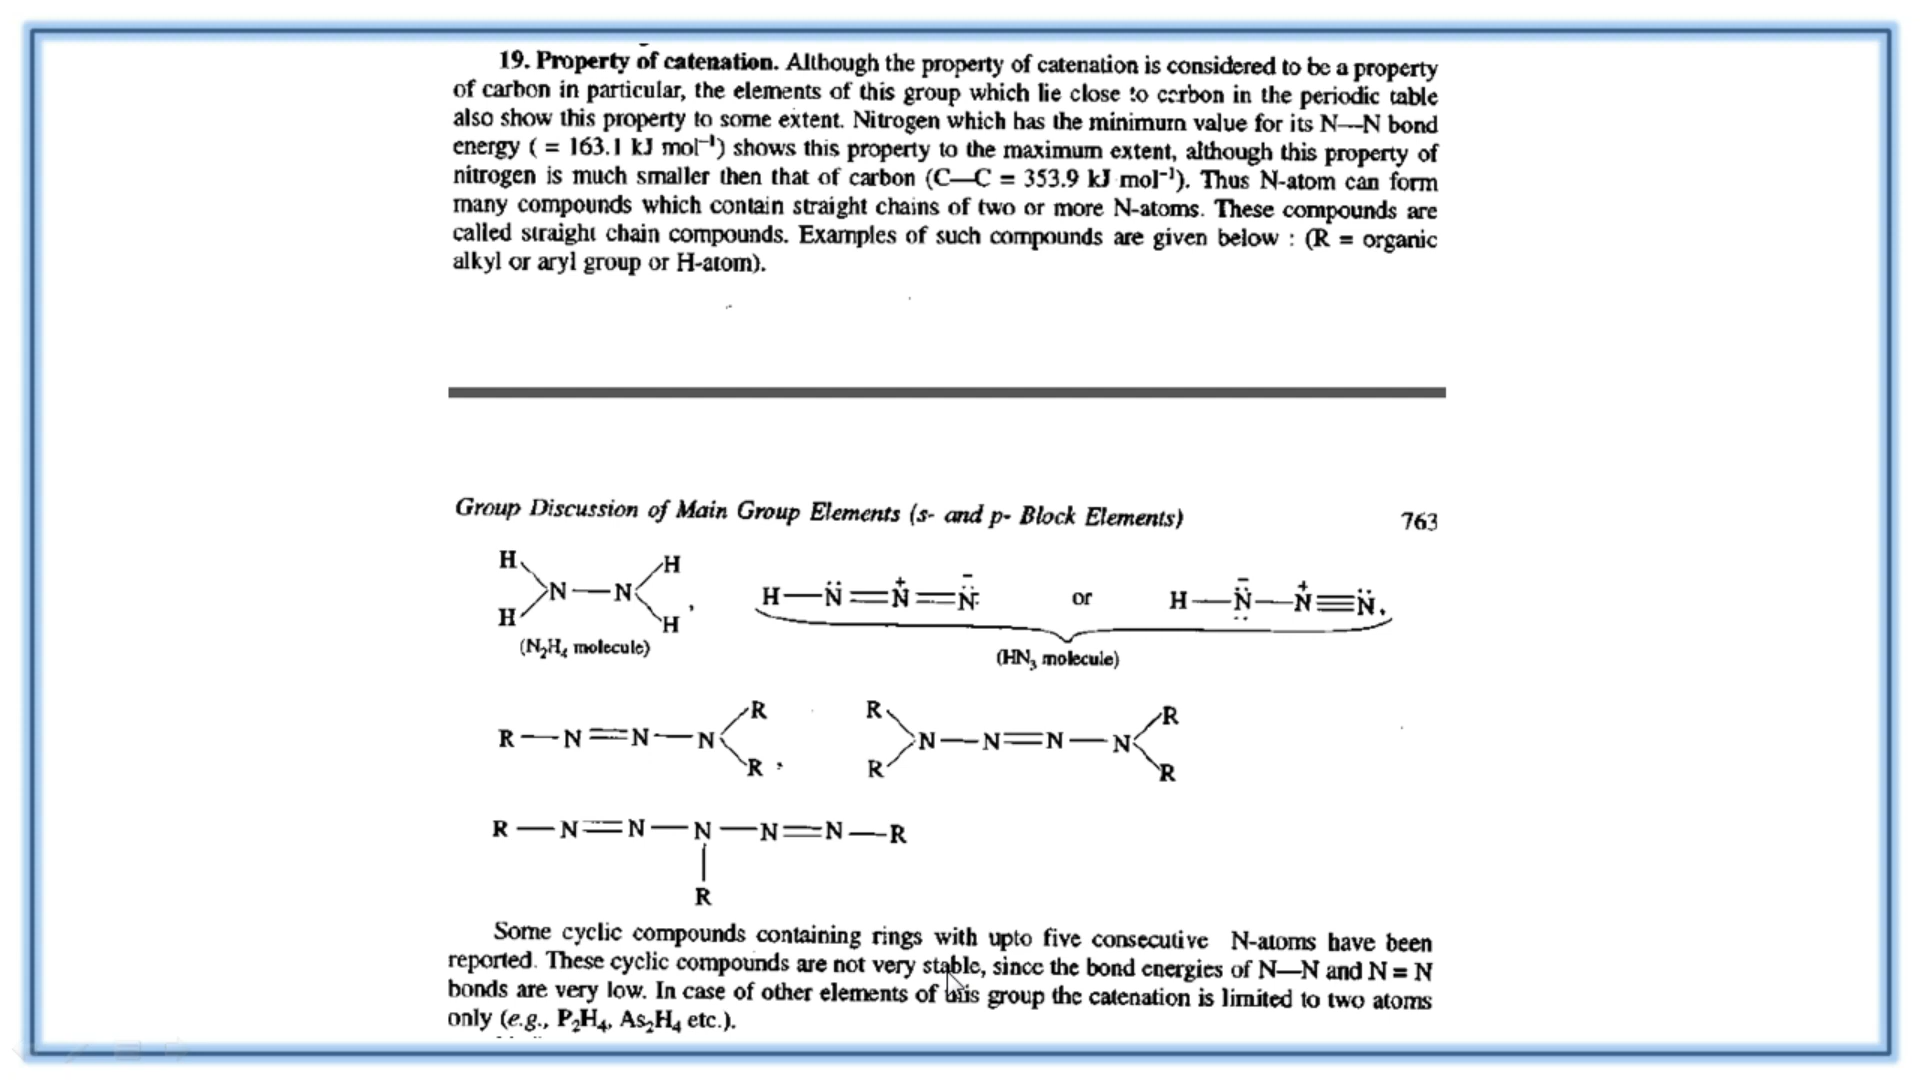 19. Property of catenation. Although the property of catenation is considered to be a property
of carbon in particular, the elements of this group which lie close to carbon in the periodic table
also show this property to some extent. Nitrogen which has the minimum value for its N—N bond
energy ( = 163.1 kJ mol⁻¹) shows this property to the maximum extent, although this property of
nitrogen is much smaller then that of carbon (C—C = 353.9 kJ mol⁻¹). Thus N-atom can form
many compounds which contain straight chains of two or more N-atoms. These compounds are
called straight chain compounds. Examples of such compounds are given below : (R = organic
alkyl or aryl group or H-atom).
Group Discussion of Main Group Elements (s- and p- Block Elements) 763
H H
N—N , H—N̈=N⁺=N̈:⁻ or H—N̈⁻—N⁺≡N̈.
H H
(N₂H₄ molecule) (HN₃ molecule)
R R R
R—N=N—N N—N=N—N
R , R R
R—N=N—N—N=N—R
R
Some cyclic compounds containing rings with upto five consecutive N-atoms have been
reported. These cyclic compounds are not very stable, since the bond energies of N—N and N = N
bonds are very low. In case of other elements of this group the catenation is limited to two atoms
only (e.g., P₂H₄, As₂H₄ etc.).